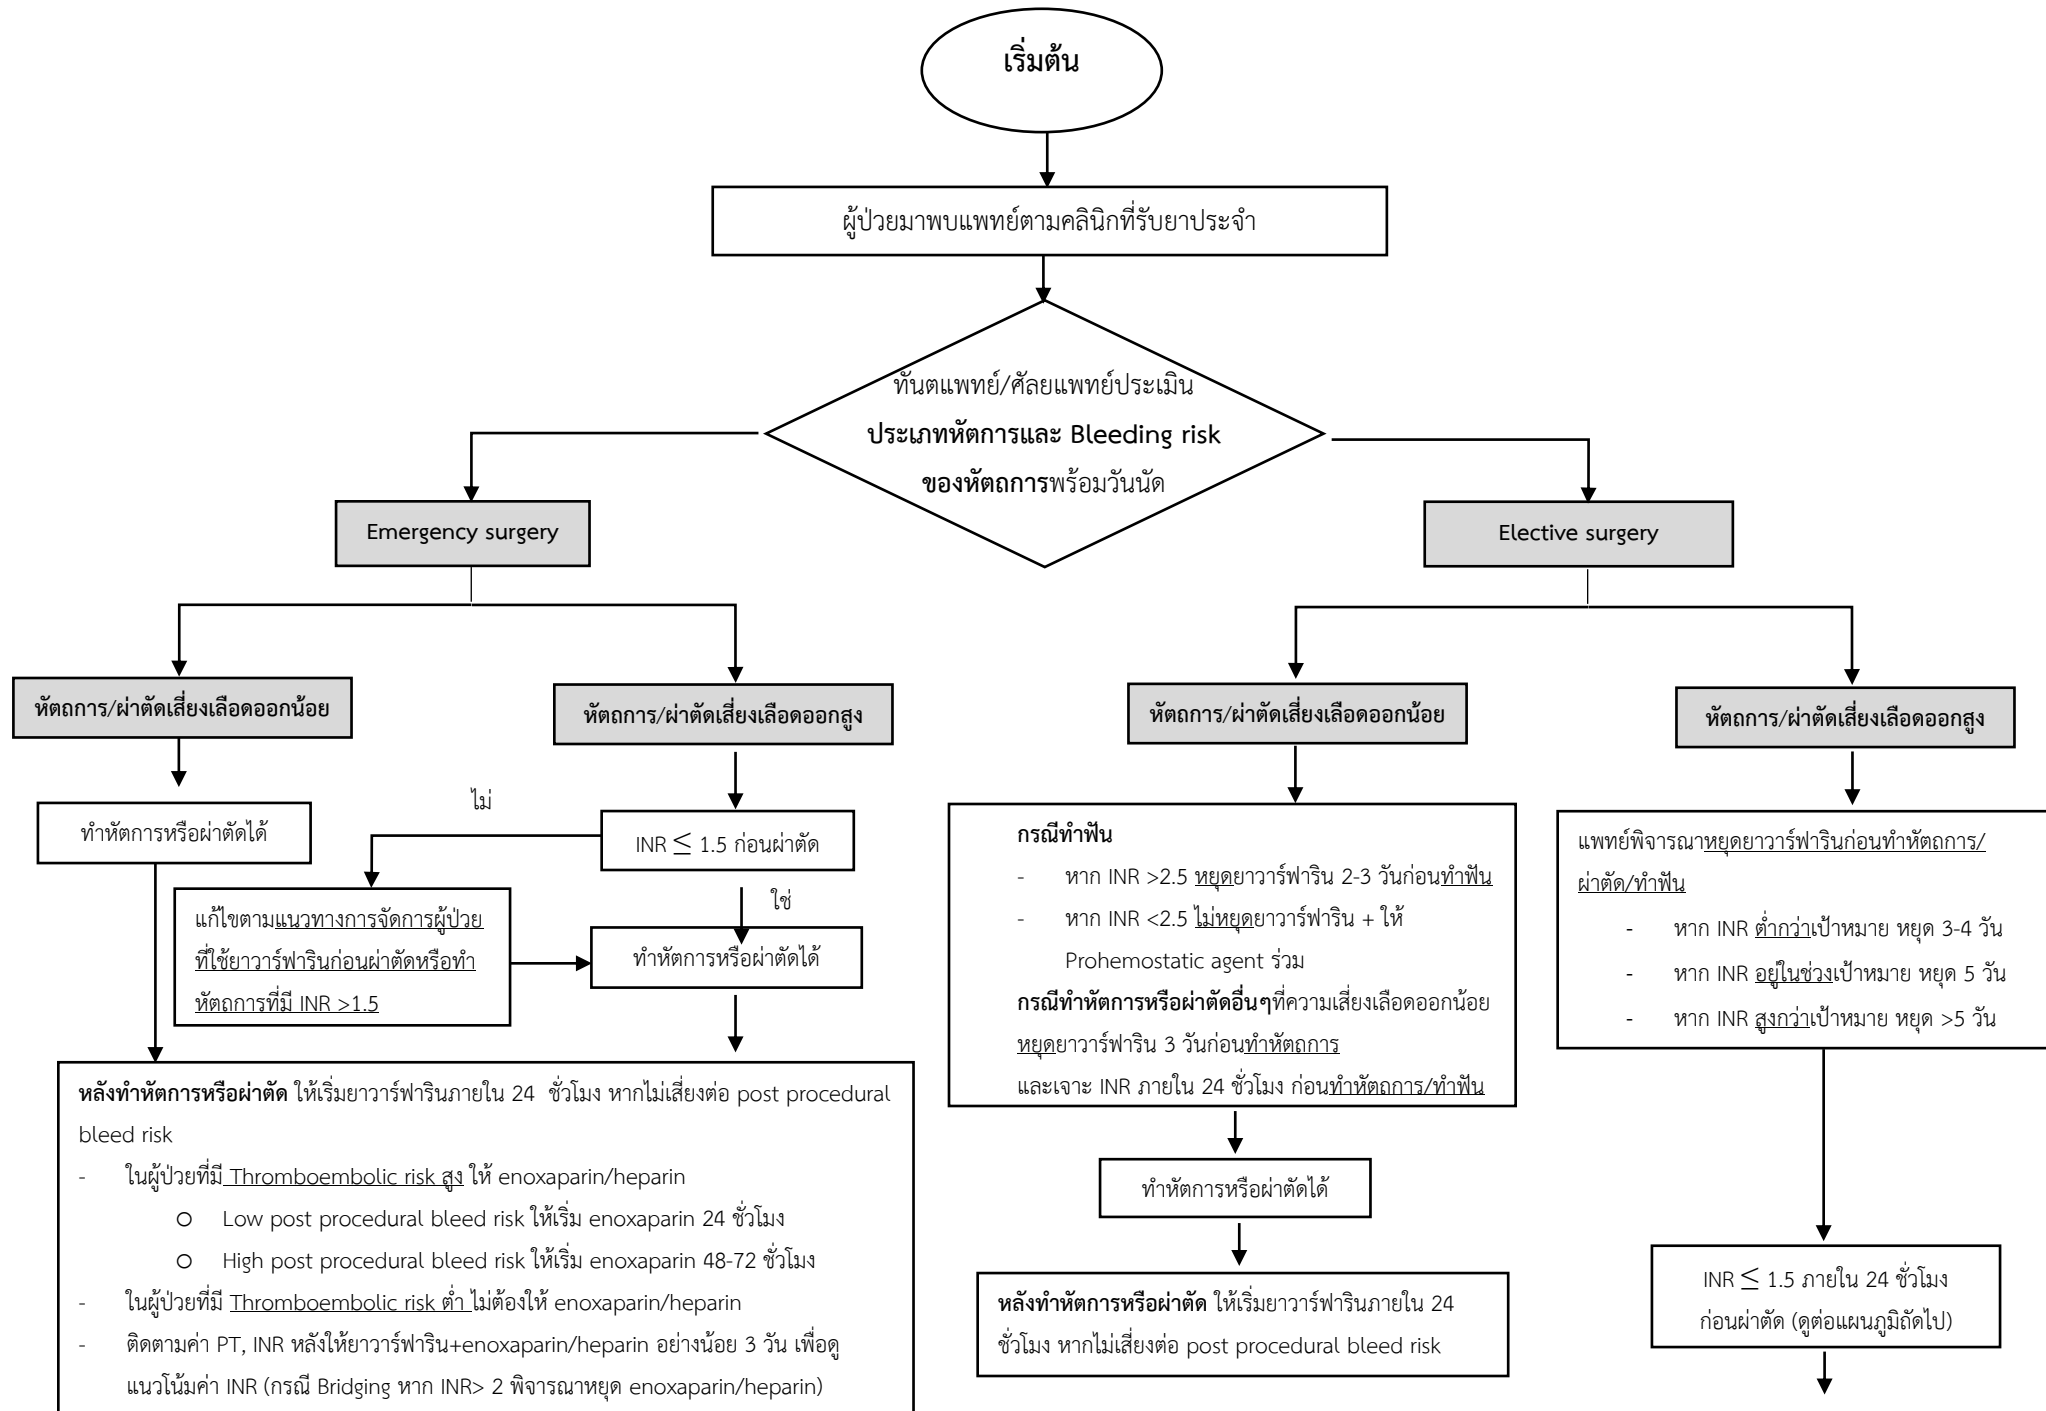 เริ่มต้น
ผู้ป่วยมาพบแพทย์ตามคลินิกที่รับยาประจำ
ทันตแพทย์/ศัลยแพทย์ประเมิน
ประเภทหัตการและ Bleeding risk
ของหัตถการพร้อมวันนัด
Emergency surgery
Elective surgery
หัตถการ/ผ่าตัดเสี่ยงเลือดออกน้อย
หัตถการ/ผ่าตัดเสี่ยงเลือดออกสูง
หัตถการ/ผ่าตัดเสี่ยงเลือดออกน้อย
หัตถการ/ผ่าตัดเสี่ยงเลือดออกสูง
ทำหัตการหรือผ่าตัดได้
ไม่
INR ≤ 1.5 ก่อนผ่าตัด
ใช่
แก้ไขตามแนวทางการจัดการผู้ป่วย
ที่ใช้ยาวาร์ฟารินก่อนผ่าตัดหรือทำ
หัตถการที่มี INR >1.5
ทำหัตการหรือผ่าตัดได้
หลังทำหัตการหรือผ่าตัด ให้เริ่มยาวาร์ฟารินภายใน 24 ชั่วโมง หากไม่เสี่ยงต่อ post procedural
bleed risk
- ในผู้ป่วยที่มี Thromboembolic risk สูง ให้ enoxaparin/heparin
o Low post procedural bleed risk ให้เริ่ม enoxaparin 24 ชั่วโมง
o High post procedural bleed risk ให้เริ่ม enoxaparin 48-72 ชั่วโมง
- ในผู้ป่วยที่มี Thromboembolic risk ต่ำ ไม่ต้องให้ enoxaparin/heparin
- ติดตามค่า PT, INR หลังให้ยาวาร์ฟาริน+enoxaparin/heparin อย่างน้อย 3 วัน เพื่อดู
แนวโน้มค่า INR (กรณี Bridging หาก INR> 2 พิจารณาหยุด enoxaparin/heparin)
กรณีทำฟัน
- หาก INR >2.5 หยุดยาวาร์ฟาริน 2-3 วันก่อนทำฟัน
- หาก INR <2.5 ไม่หยุดยาวาร์ฟาริน + ให้
Prohemostatic agent ร่วม
กรณีทำหัตการหรือผ่าตัดอื่นๆที่ความเสี่ยงเลือดออกน้อย
หยุดยาวาร์ฟาริน 3 วันก่อนทำหัตถการ
และเจาะ INR ภายใน 24 ชั่วโมง ก่อนทำหัตถการ/ทำฟัน
ทำหัตการหรือผ่าตัดได้
หลังทำหัตการหรือผ่าตัด ให้เริ่มยาวาร์ฟารินภายใน 24
ชั่วโมง หากไม่เสี่ยงต่อ post procedural bleed risk
แพทย์พิจารณาหยุดยาวาร์ฟารินก่อนทำหัตถการ/
ผ่าตัด/ทำฟัน
- หาก INR ต่ำกว่าเป้าหมาย หยุด 3-4 วัน
- หาก INR อยู่ในช่วงเป้าหมาย หยุด 5 วัน
- หาก INR สูงกว่าเป้าหมาย หยุด >5 วัน
INR ≤ 1.5 ภายใน 24 ชั่วโมง
ก่อนผ่าตัด (ดูต่อแผนภูมิถัดไป)